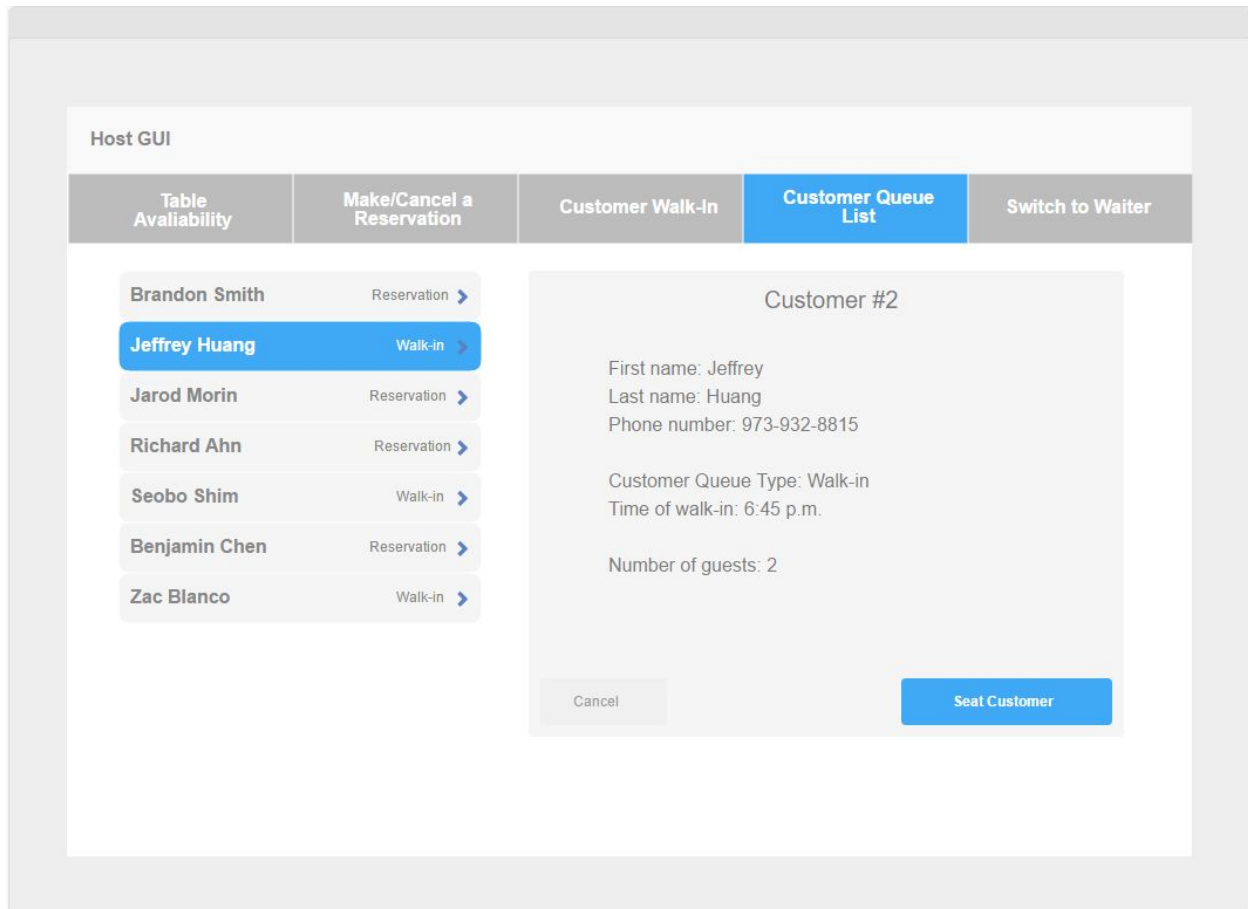 Host GUI
Table
Avaliability
Make/Cancel a
Reservation
Customer Walk-In
Customer Queue
List
Switch to Waiter
Brandon Smith Reservation
Jeffrey Huang Walk-in
Jarod Morin Reservation
Richard Ahn Reservation
Seobo Shim Walk-in
Benjamin Chen Reservation
Zac Blanco Walk-in
Customer #2
First name: Jeffrey
Last name: Huang
Phone number: 973-932-8815
Customer Queue Type: Walk-in
Time of walk-in: 6:45 p.m.
Number of guests: 2
Cancel
Seat Customer